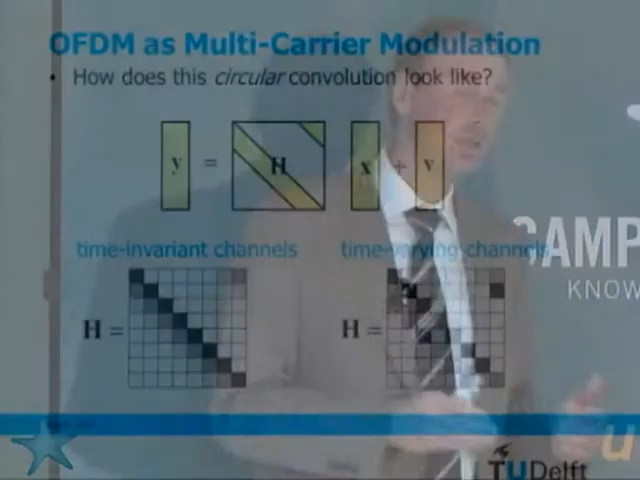 OFDM as Multi-Carrier Modulation
• How does this circular convolution look like?
y = H x + v
time-invariant channels time-varying channels
H = H =
CAMP
KNOW
u
TUDelft